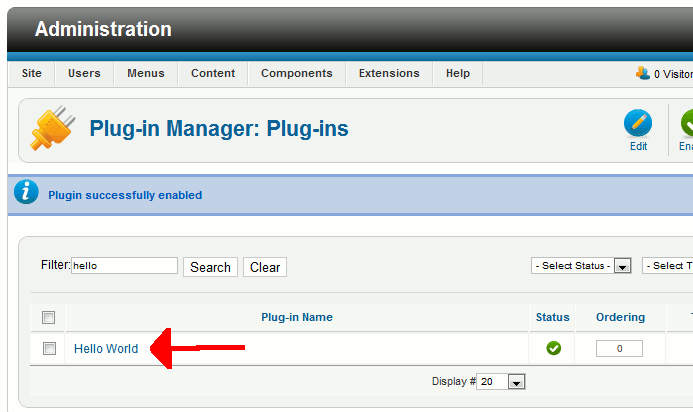 Administration
Site Users Menus Content Components Extensions Help 0 Visitor
Plug-in Manager: Plug-ins
Edit
Plugin successfully enabled
Filter: hello Search Clear - Select Status - - Select T
Plug-in Name Status Ordering
Hello World 0
Display # 20